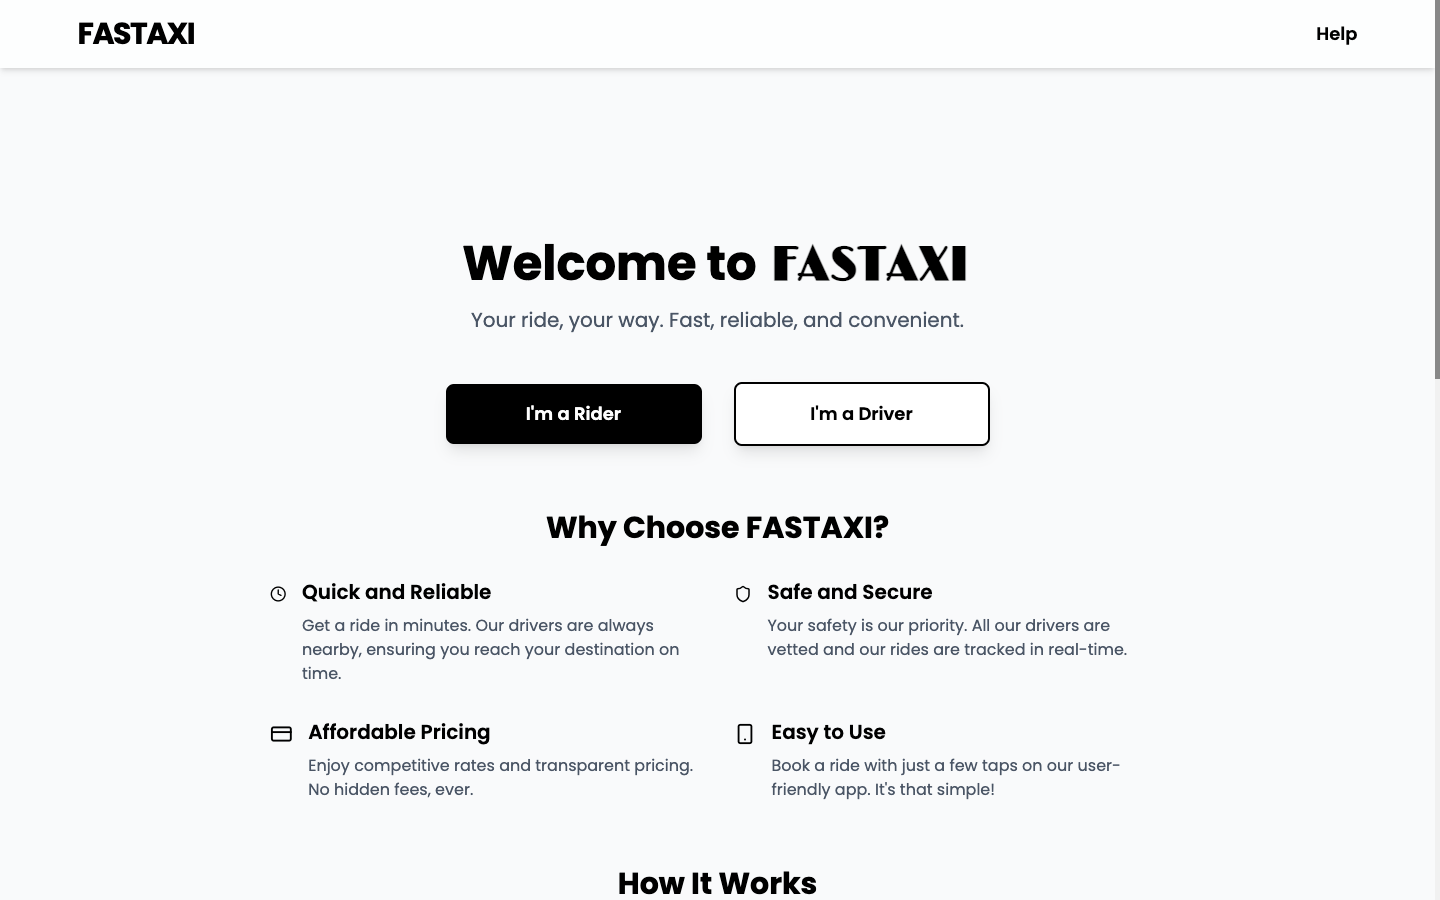 FASTAXI
Help
Welcome to FASTAXI
Your ride, your way. Fast, reliable, and convenient.
I'm a Rider
I'm a Driver
Why Choose FASTAXI?
Quick and Reliable
Get a ride in minutes. Our drivers are always
nearby, ensuring you reach your destination on
time.
Safe and Secure
Your safety is our priority. All our drivers are
vetted and our rides are tracked in real-time.
Affordable Pricing
Enjoy competitive rates and transparent pricing.
No hidden fees, ever.
Easy to Use
Book a ride with just a few taps on our user-
friendly app. It's that simple!
How It Works